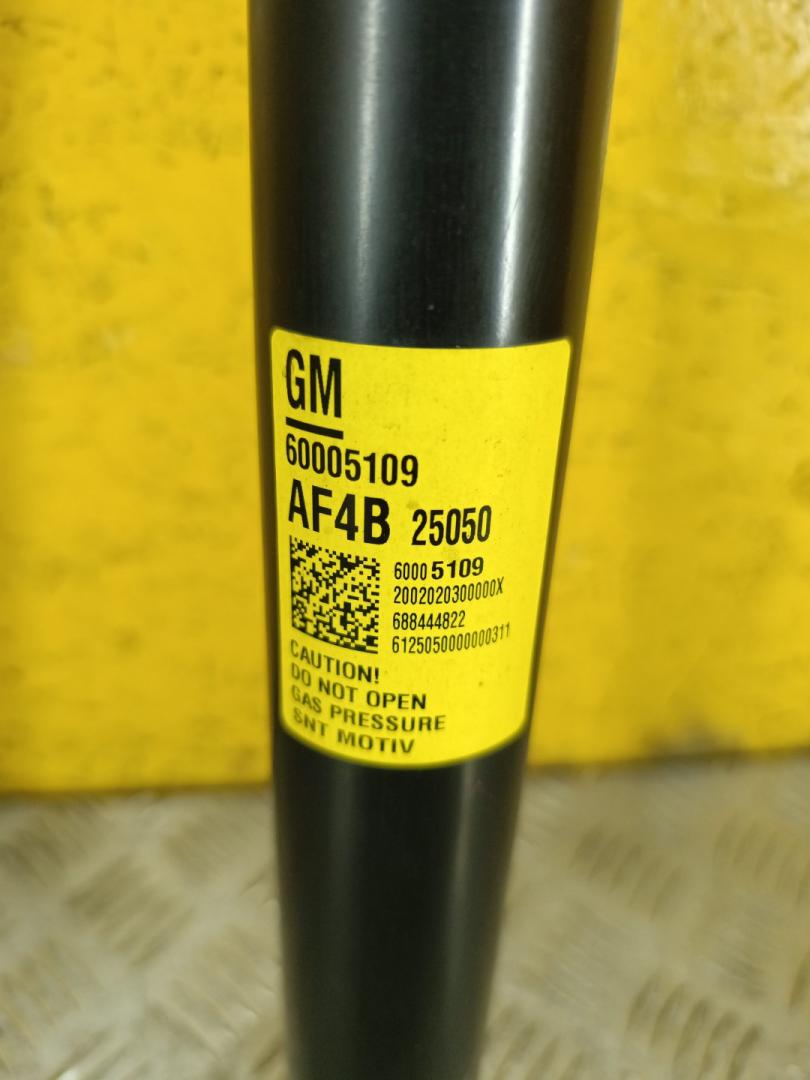 GM
60005109
AF4B 25050
6000 5109
2002020300000X
688444822
6125050000000311
CAUTION!
DO NOT OPEN
GAS PRESSURE
SNT MOTIV